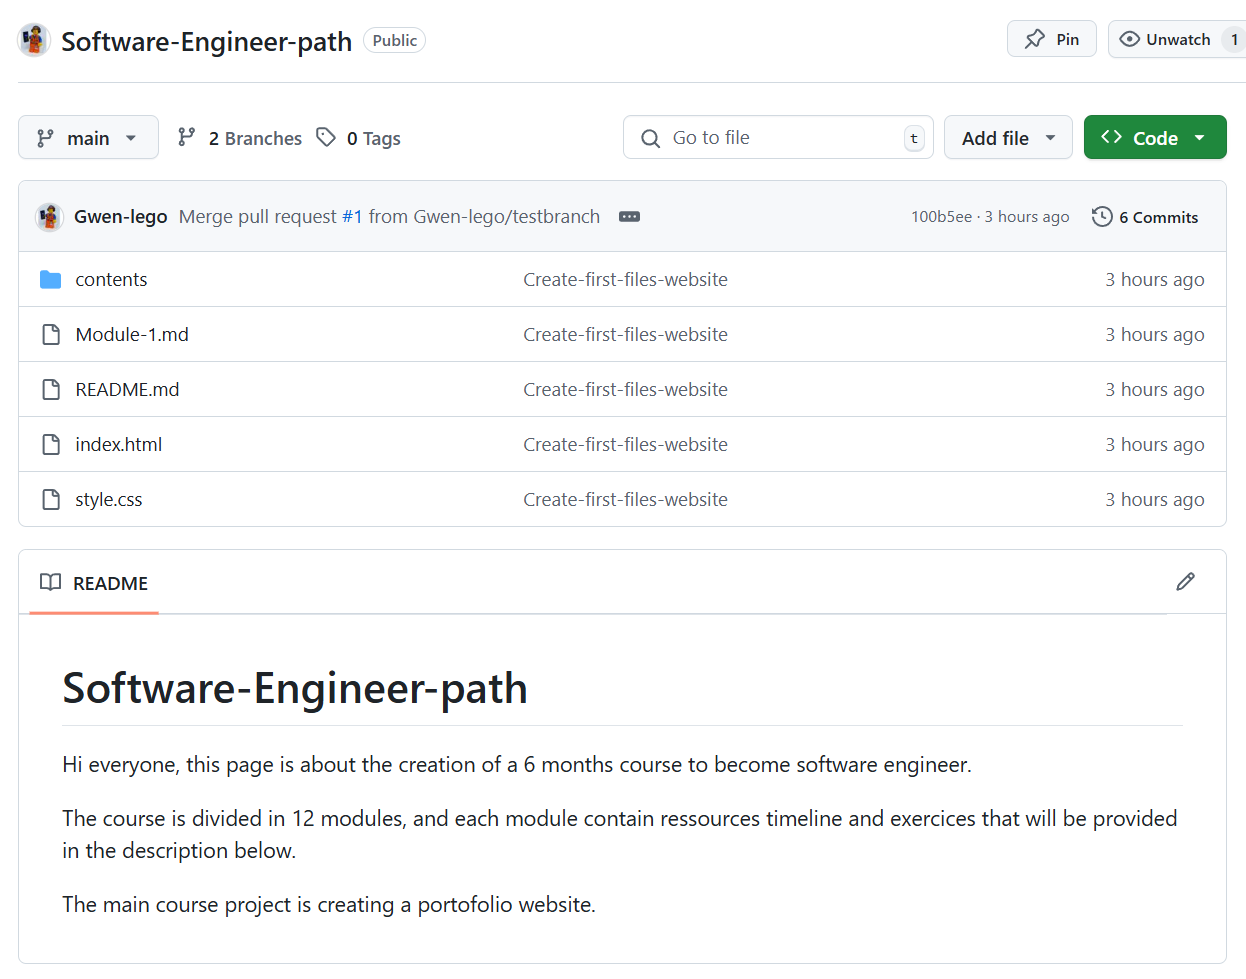 Software-Engineer-path Public Pin Unwatch 1
main 2 Branches 0 Tags Go to file t Add file Code
Gwen-lego Merge pull request #1 from Gwen-lego/testbranch 100b5ee · 3 hours ago 6 Commits
contents Create-first-files-website 3 hours ago
Module-1.md Create-first-files-website 3 hours ago
README.md Create-first-files-website 3 hours ago
index.html Create-first-files-website 3 hours ago
style.css Create-first-files-website 3 hours ago
README
Software-Engineer-path
Hi everyone, this page is about the creation of a 6 months course to become software engineer.
The course is divided in 12 modules, and each module contain ressources timeline and exercices that will be provided
in the description below.
The main course project is creating a portofolio website.